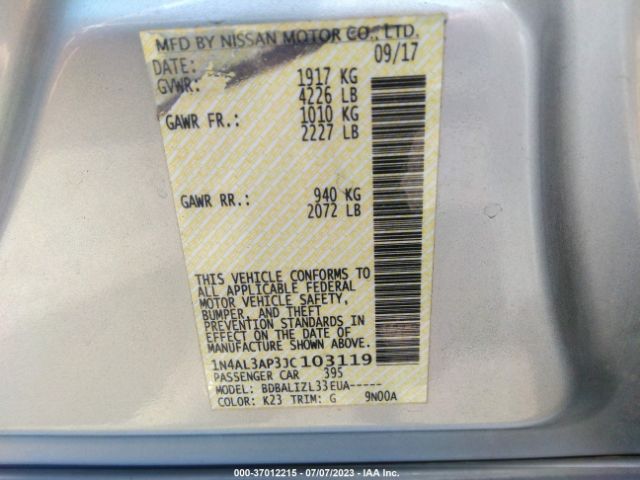 MFD BY NISSAN MOTOR CO., LTD.
DATE: 09/17
GVWR: 1917 KG
4226 LB
GAWR FR.: 1010 KG
2227 LB
GAWR RR.: 940 KG
2072 LB
THIS VEHICLE CONFORMS TO
ALL APPLICABLE FEDERAL
MOTOR VEHICLE SAFETY,
BUMPER, AND THEFT
PREVENTION STANDARDS IN
EFFECT ON THE DATE OF
MANUFACTURE SHOWN ABOVE.
1N4AL3AP3JC103119
PASSENGER CAR 395
MODEL: BDBALIZL33EUA-----
COLOR: K23 TRIM: G 9N00A
000-37012215 - 07/07/2023 - IAA Inc.